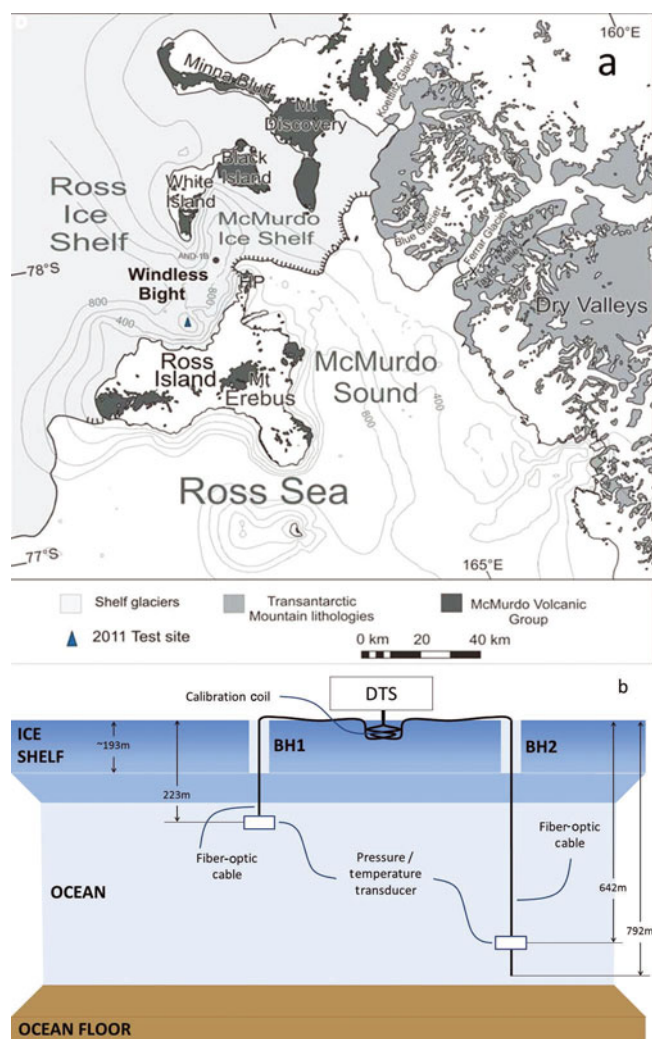 160°E
a
Minna Bluff
Koettlitz Glacier
Mt
Discovery
Black
Island
White
Island
Ross
Ice
Shelf
McMurdo
Ice Shelf
Blue Glacier
Ferrar Glacier
Taylor Valley
78°S
AND-1B
Windless
Bight
800
HP
Dry Valleys
800
400
Ross
Island
Mt
Erebus
McMurdo
Sound
800
400
Ross Sea
77°S
165°E
Shelf glaciers
Transantarctic
Mountain lithologies
McMurdo Volcanic
Group
2011 Test site
0 km 20 40 km
b
DTS
Calibration coil
ICE
SHELF
~193m
BH1
BH2
223m
Fiber-optic
cable
Fiber-optic
cable
Pressure /
temperature
transducer
OCEAN
642m
792m
OCEAN FLOOR